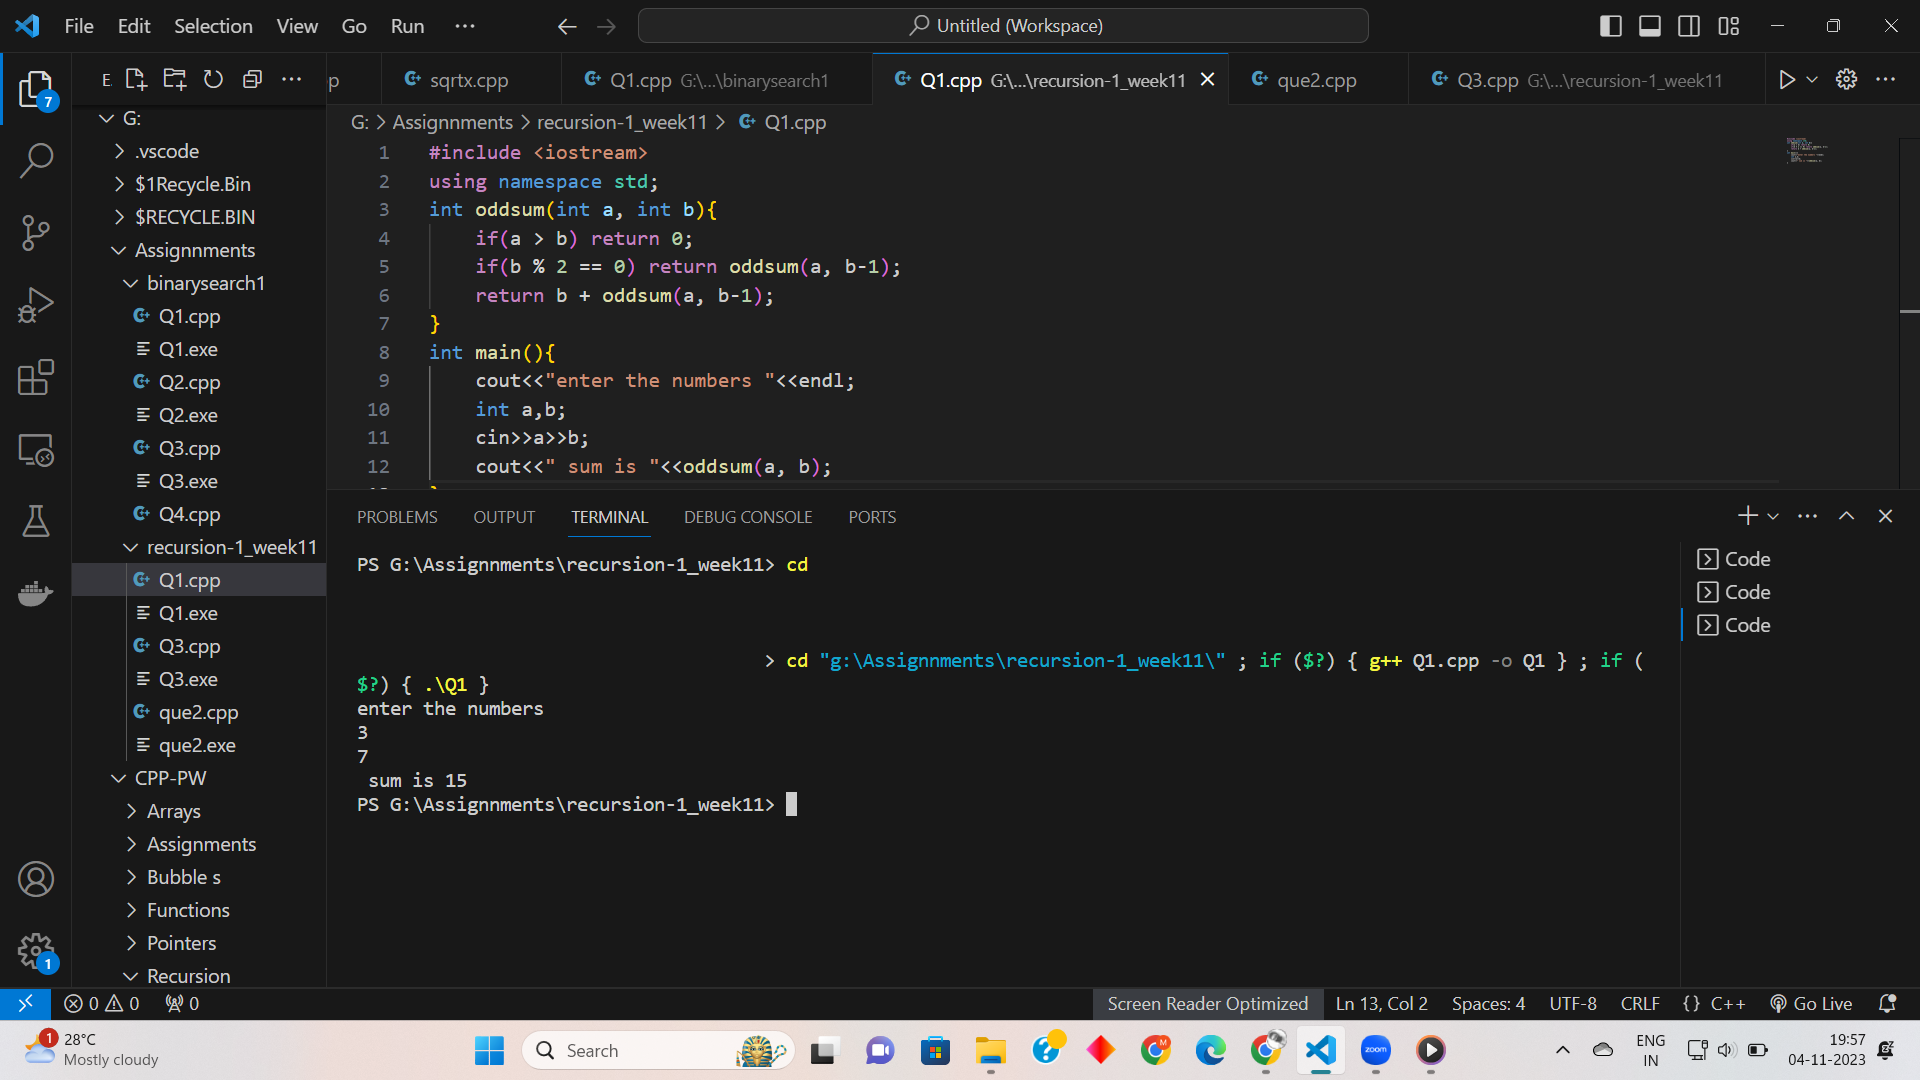 File Edit Selection View Go Run ··· Untitled (Workspace)
E
p sqrtx.cpp Q1.cpp G:\...\binarysearch1 Q1.cpp G:\...\recursion-1_week11 que2.cpp Q3.cpp G:\...\recursion-1_week11
7
G: > Assignnments > recursion-1_week11 > Q1.cpp
G:
.vscode
$1Recycle.Bin
$RECYCLE.BIN
Assignnments
binarysearch1
Q1.cpp
Q1.exe
Q2.cpp
Q2.exe
Q3.cpp
Q3.exe
Q4.cpp
recursion-1_week11
Q1.cpp
Q1.exe
Q3.cpp
Q3.exe
que2.cpp
que2.exe
CPP-PW
Arrays
Assignments
Bubble s
Functions
Pointers
Recursion
1
1 #include <iostream>
2 using namespace std;
3 int oddsum(int a, int b){
4 if(a > b) return 0;
5 if(b % 2 == 0) return oddsum(a, b-1);
6 return b + oddsum(a, b-1);
7 }
8 int main(){
9 cout<<"enter the numbers "<<endl;
10 int a,b;
11 cin>>a>>b;
12 cout<<" sum is "<<oddsum(a, b);
PROBLEMS OUTPUT TERMINAL DEBUG CONSOLE PORTS
PS G:\Assignnments\recursion-1_week11> cd
> cd "g:\Assignnments\recursion-1_week11\" ; if ($?) { g++ Q1.cpp -o Q1 } ; if (
$?) { .\Q1 }
enter the numbers
3
7
sum is 15
PS G:\Assignnments\recursion-1_week11>
Code
Code
Code
0 0 0 Screen Reader Optimized Ln 13, Col 2 Spaces: 4 UTF-8 CRLF {} C++ Go Live
1
28°C
Mostly cloudy
Search
M
zoom
ENG
IN
19:57
04-11-2023